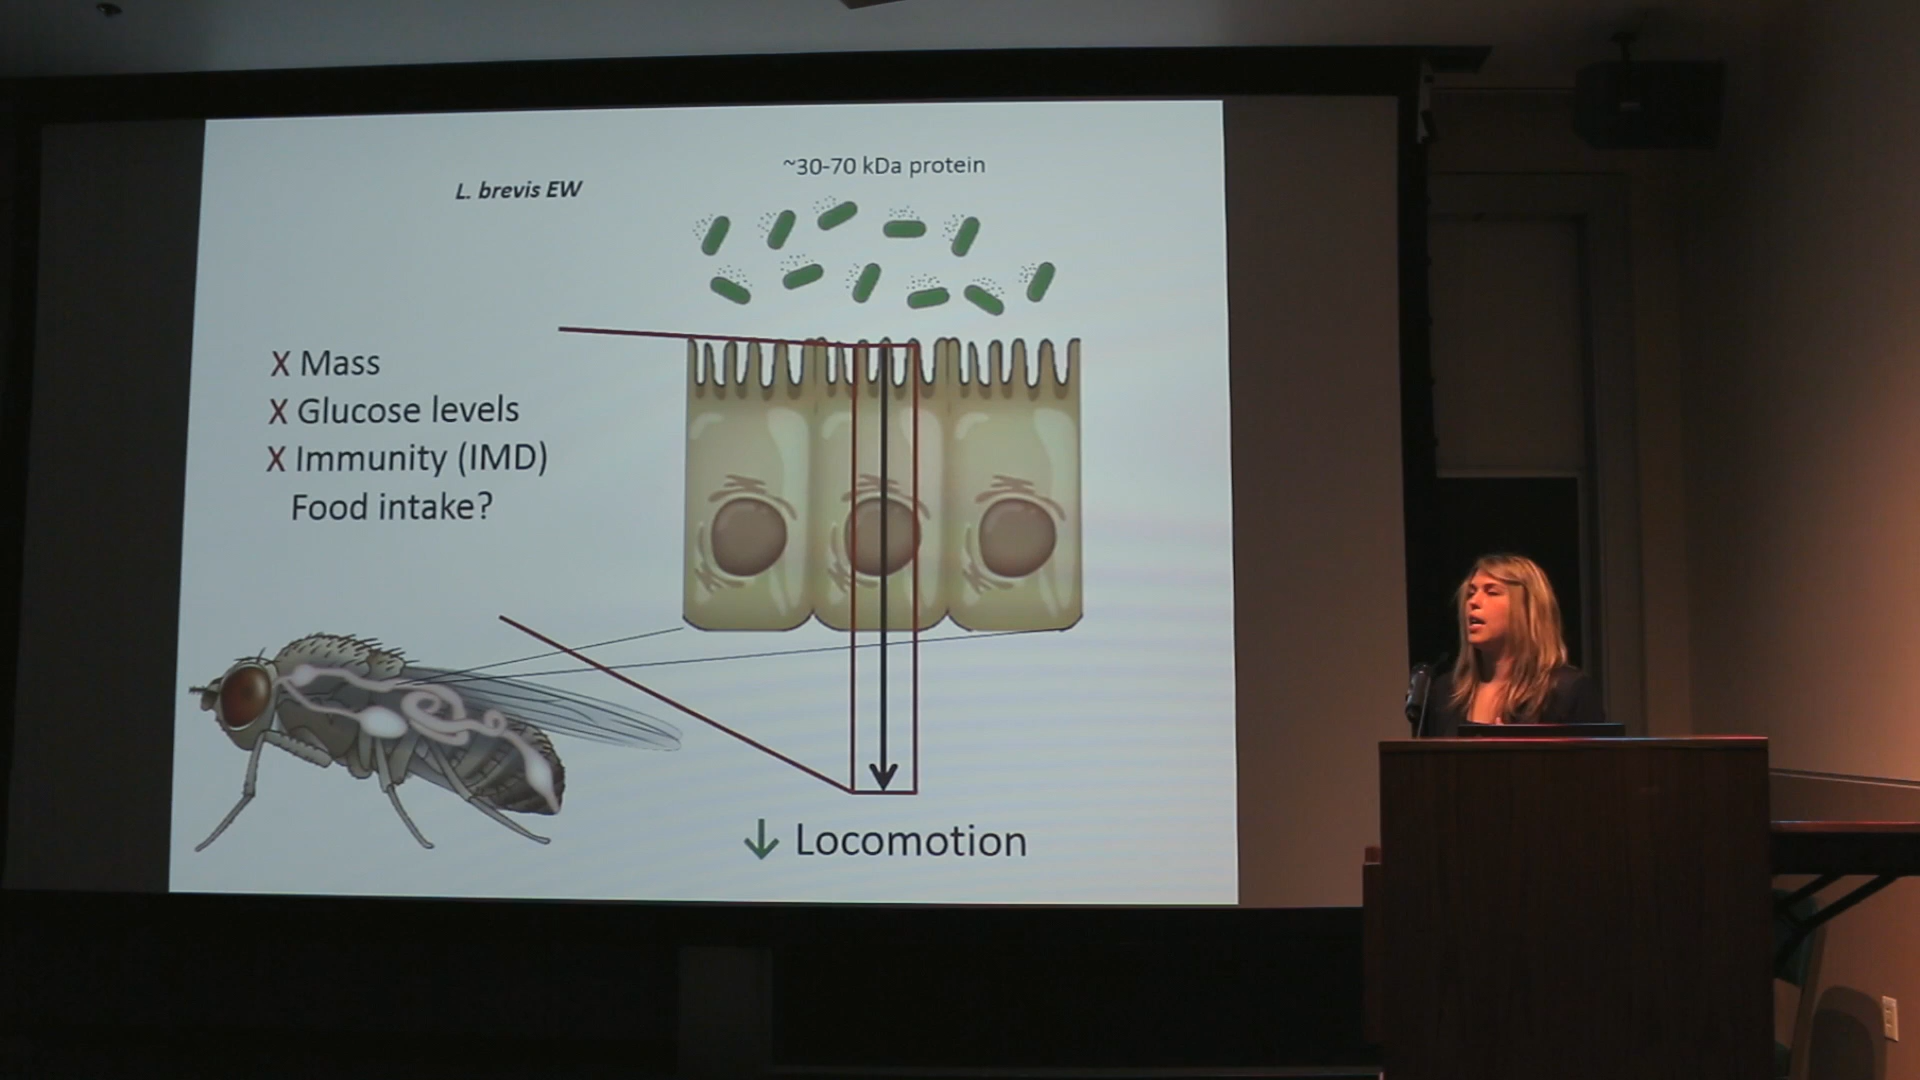 ~30-70 kDa protein
L. brevis EW
X Mass
X Glucose levels
X Immunity (IMD)
Food intake?
↓ Locomotion